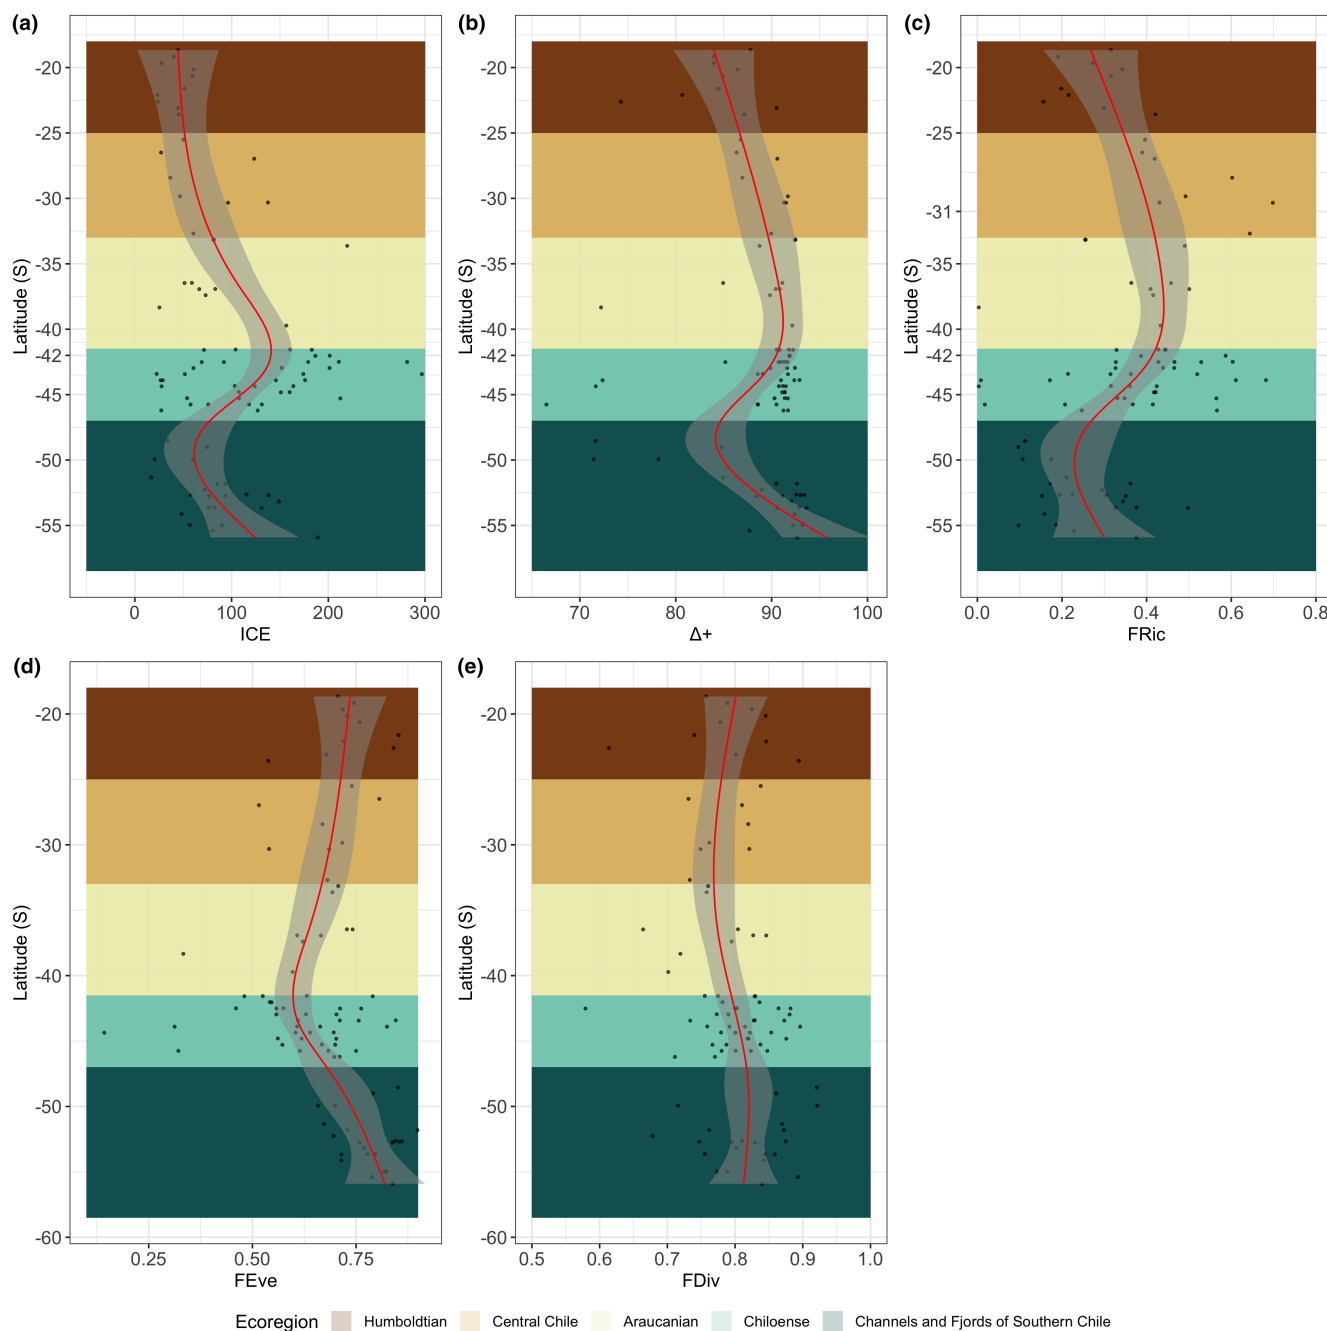 (a)
(b)
(c)
-20
-25
-30
-35
-40
-42
-45
-50
-55
Latitude (S)
0 100 200 300
ICE
-20
-25
-30
-35
-40
-42
-45
-50
-55
Latitude (S)
70 80 90 100
Δ+
-20
-25
-31
-35
-40
-42
-45
-50
-55
Latitude (S)
0.0 0.2 0.4 0.6 0.8
FRic
(d)
(e)
-20
-30
-40
-50
-60
Latitude (S)
0.25 0.50 0.75
FEve
-20
-30
-40
-50
-60
Latitude (S)
0.5 0.6 0.7 0.8 0.9 1.0
FDiv
Ecoregion Humboldtian Central Chile Araucanian Chiloense Channels and Fjords of Southern Chile